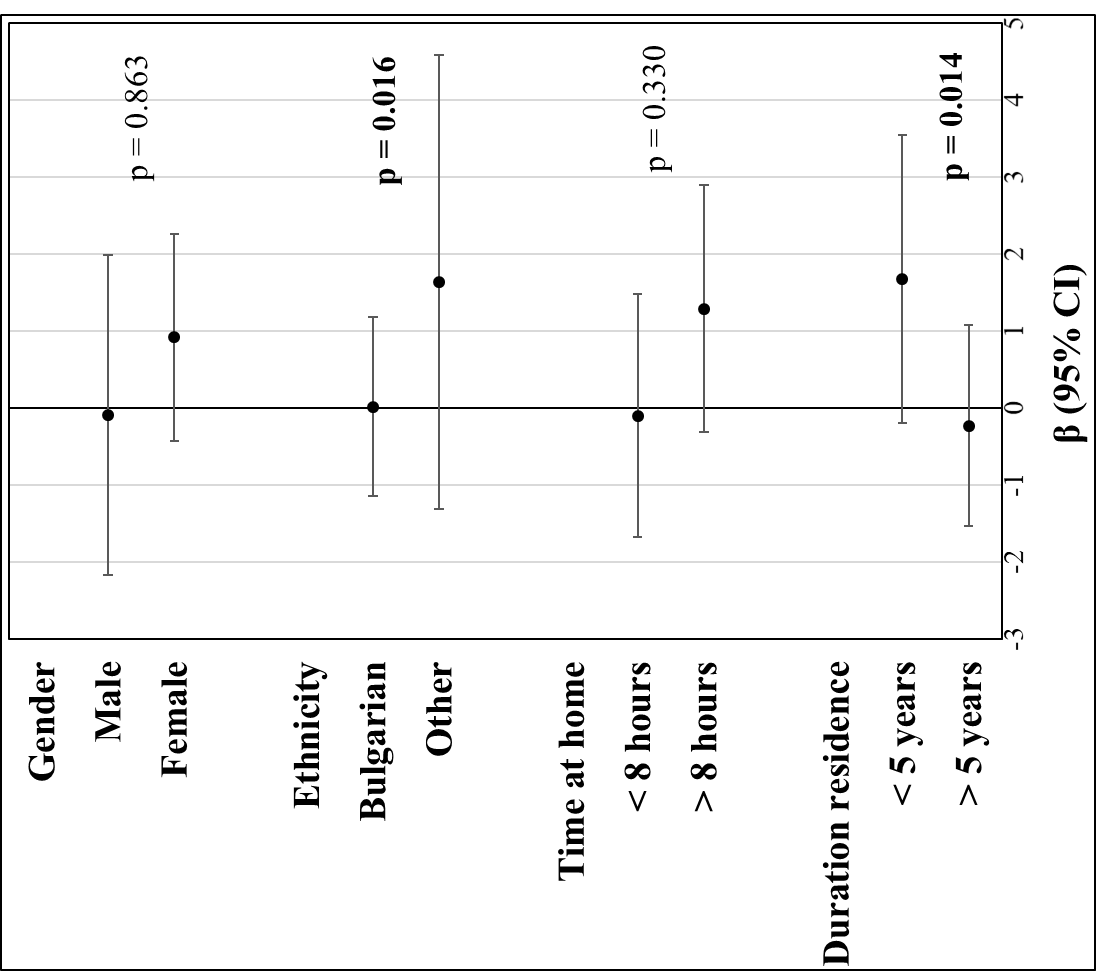 Gender
Male
Female
p = 0.863
Ethnicity
Bulgarian
Other
p = 0.016
Time at home
< 8 hours
> 8 hours
p = 0.330
Duration residence
< 5 years
> 5 years
p = 0.014
-3 -2 -1 0 1 2 3 4 5
β (95% CI)